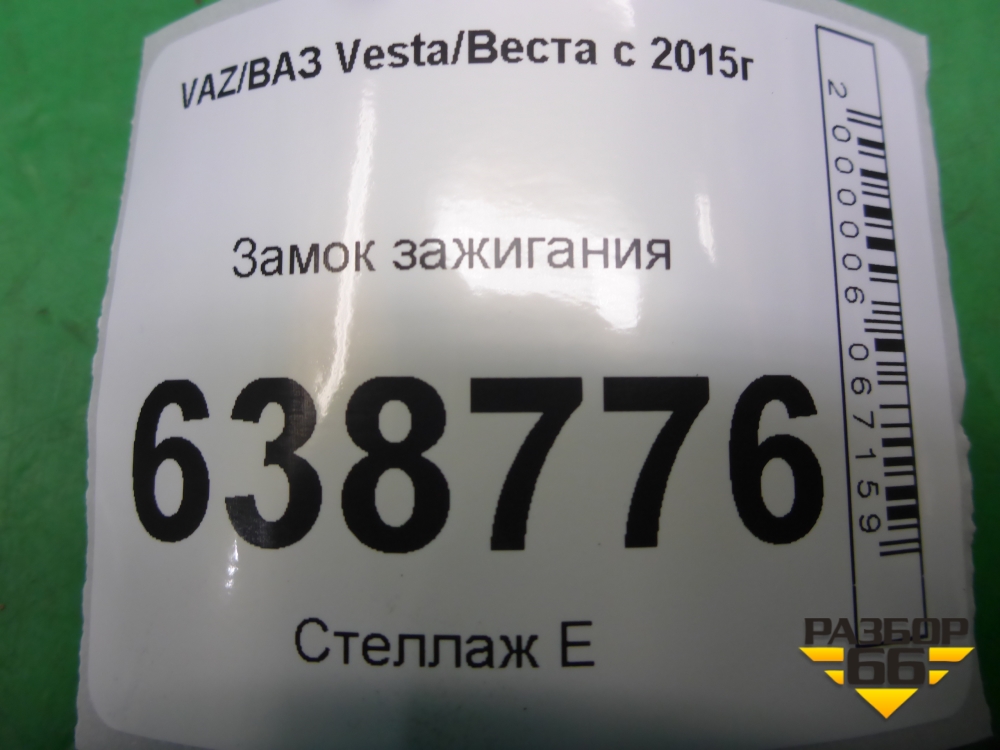 VAZ/ВАЗ Vesta/Веста с 2015г
Замок зажигания
638776
Стеллаж Е
2000006067159
РАЗБОР
66